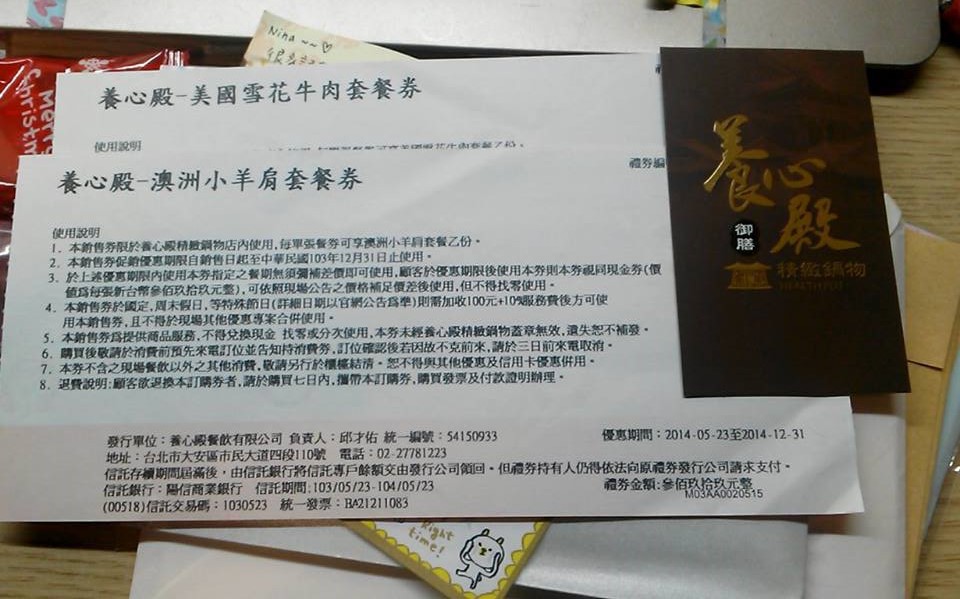 Nina~~♡
Merry
Christm
養心殿-美國雪花牛肉套餐券
使用說明
養心殿-澳洲小羊肩套餐券
禮券編
使用說明
1. 本銷售券限於養心殿精緻鍋物店內使用,每單張餐券可享澳洲小羊肩套餐乙份。
2. 本銷售券促銷優惠期限自銷售日起至中華民國103年12月31日止使用。
3. 於上述優惠期限內使用本券指定之餐期無須彌補差價即可使用,顧客於優惠期限後使用本券則本券視同現金券(價
值爲每張新台幣參佰玖拾玖元整),可依照現場公告之價格補足價差後使用,但不得找零使用。
4. 本銷售券於國定,周末假日,等特殊節日(詳細日期以官網公告爲準)則需加收100元+10%服務費後方可使
用本銷售券,且不得於現場其他優惠專案合併使用。
5. 本銷售券爲提供商品服務,不得兌換現金 找零或分次使用,本券未經養心殿精緻鍋物蓋章無效,遺失恕不補發。
6. 購買後敬請於消費前預先來電訂位並告知持消費券,訂位確認後若因故不克前來,請於三日前來電取消。
7. 本券不含之現場餐飲以外之其他消費,敬請另行於櫃檯結清。恕不得與其他優惠及信用卡優惠併用。
8. 退費說明:顧客欲退換本訂購券者,請於購買七日內,攜帶本訂購券,購買發票及付款證明辦理。
發行單位：養心殿餐飲有限公司 負責人：邱才佑 統一編號：54150933
優惠期間：2014-05-23至2014-12-31
地址：台北市大安區市民大道四段110號 電話：02-27781223
信託存續期間屆滿後，由信託銀行將信託專戶餘額交由發行公司領回。但禮券持有人仍得依法向原禮券發行公司請求支付。
信託銀行：陽信商業銀行 信託期間:103/05/23-104/05/23
禮券金額:參佰玖拾玖元整
M03AA0020515
(00518)信託交易碼：1030523 統一發票：BA21211083
養心殿
御膳
精緻鍋物
HEALTH POT
Right
time!